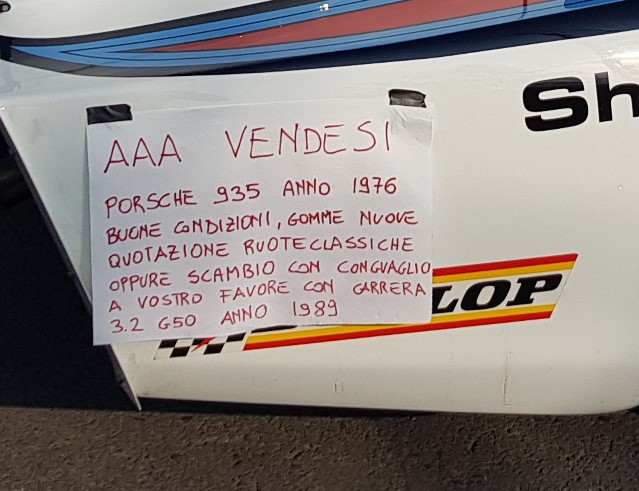 Sh
AAA VENDESI
PORSCHE 935 ANNO 1976
BUONE CONDIZIONI, GOMME NUOVE
QUOTAZIONE RUOTECLASSICHE
OPPURE SCAMBIO CON CONGUAGLIO
A VOSTRO FAVORE CON CARRERA
3.2 G50 ANNO 1989
LOP